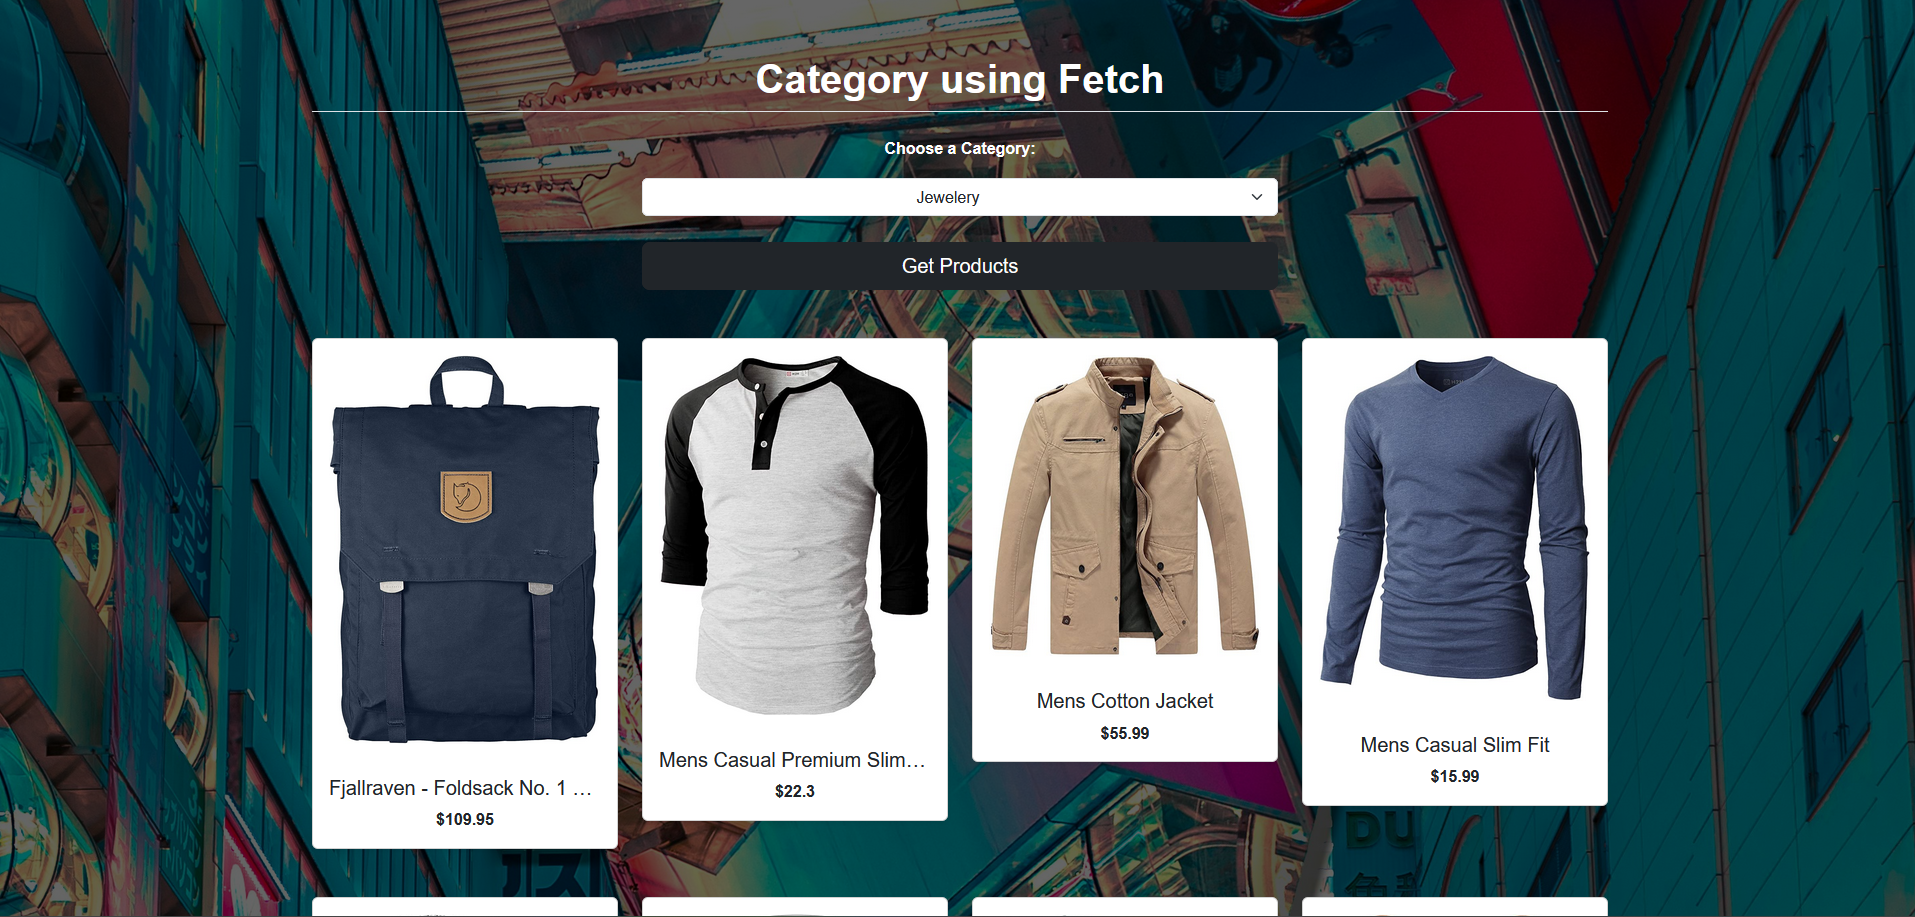 Category using Fetch
Choose a Category:
Jewelery
Get Products
Fjallraven - Foldsack No. 1 ...
$109.95
Mens Casual Premium Slim...
$22.3
Mens Cotton Jacket
$55.99
Mens Casual Slim Fit
$15.99
DU